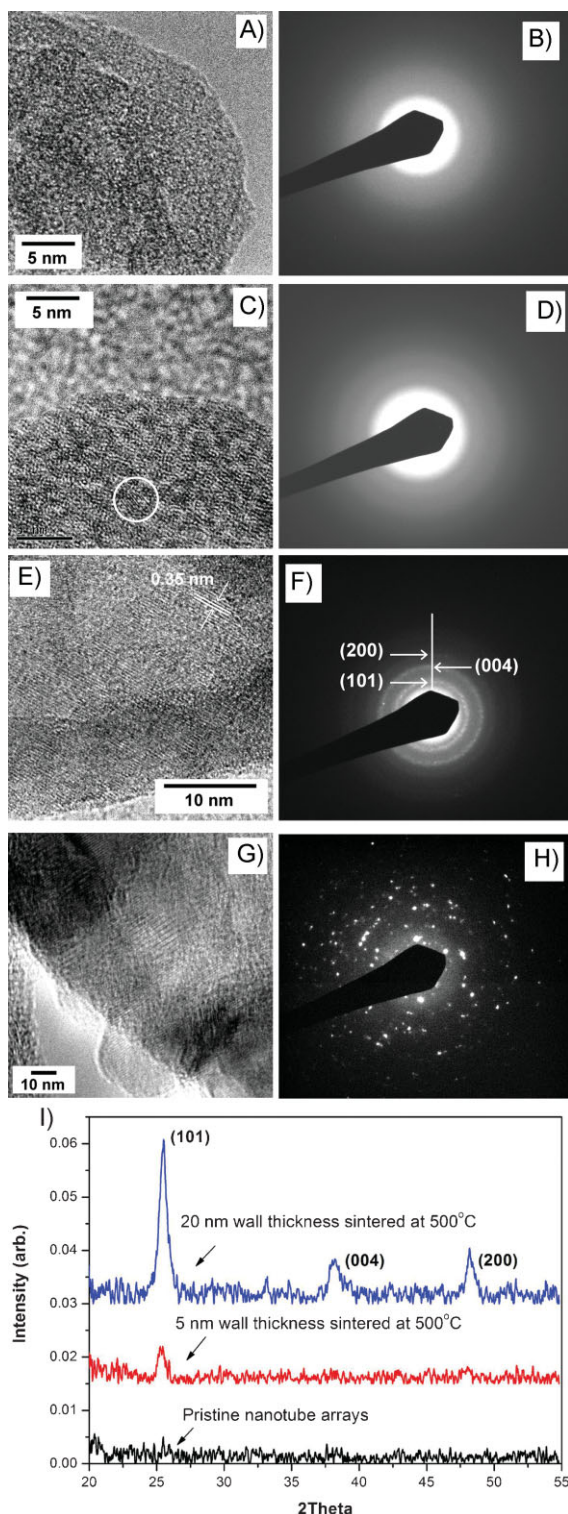 A)
5 nm
B)
5 nm
C)
D)
E)
0.35 nm
10 nm
F)
(200)
(004)
(101)
G)
10 nm
H)
I)
(101)
20 nm wall thickness sintered at 500°C
(004)
(200)
5 nm wall thickness sintered at 500°C
Pristine nanotube arrays
0.06
0.05
0.04
0.03
0.02
0.01
0.00
Intensity (arb.)
20 25 30 35 40 45 50 55
2Theta